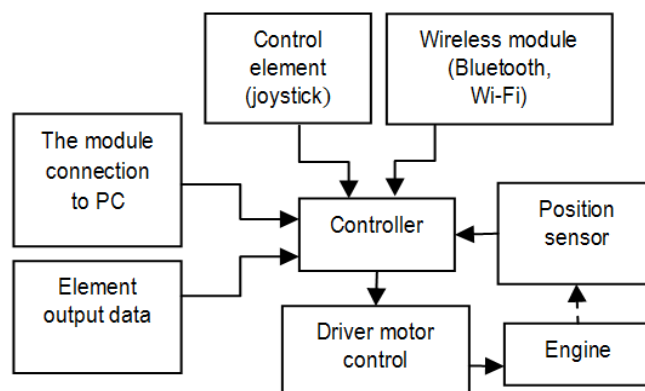 Control
element
(joystick)
Wireless module
(Bluetooth,
Wi-Fi)
The module
connection
to PC
Controller
Position
sensor
Element
output data
Driver motor
control
Engine